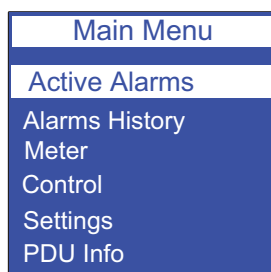 Main Menu
Active Alarms
Alarms History
Meter
Control
Settings
PDU Info